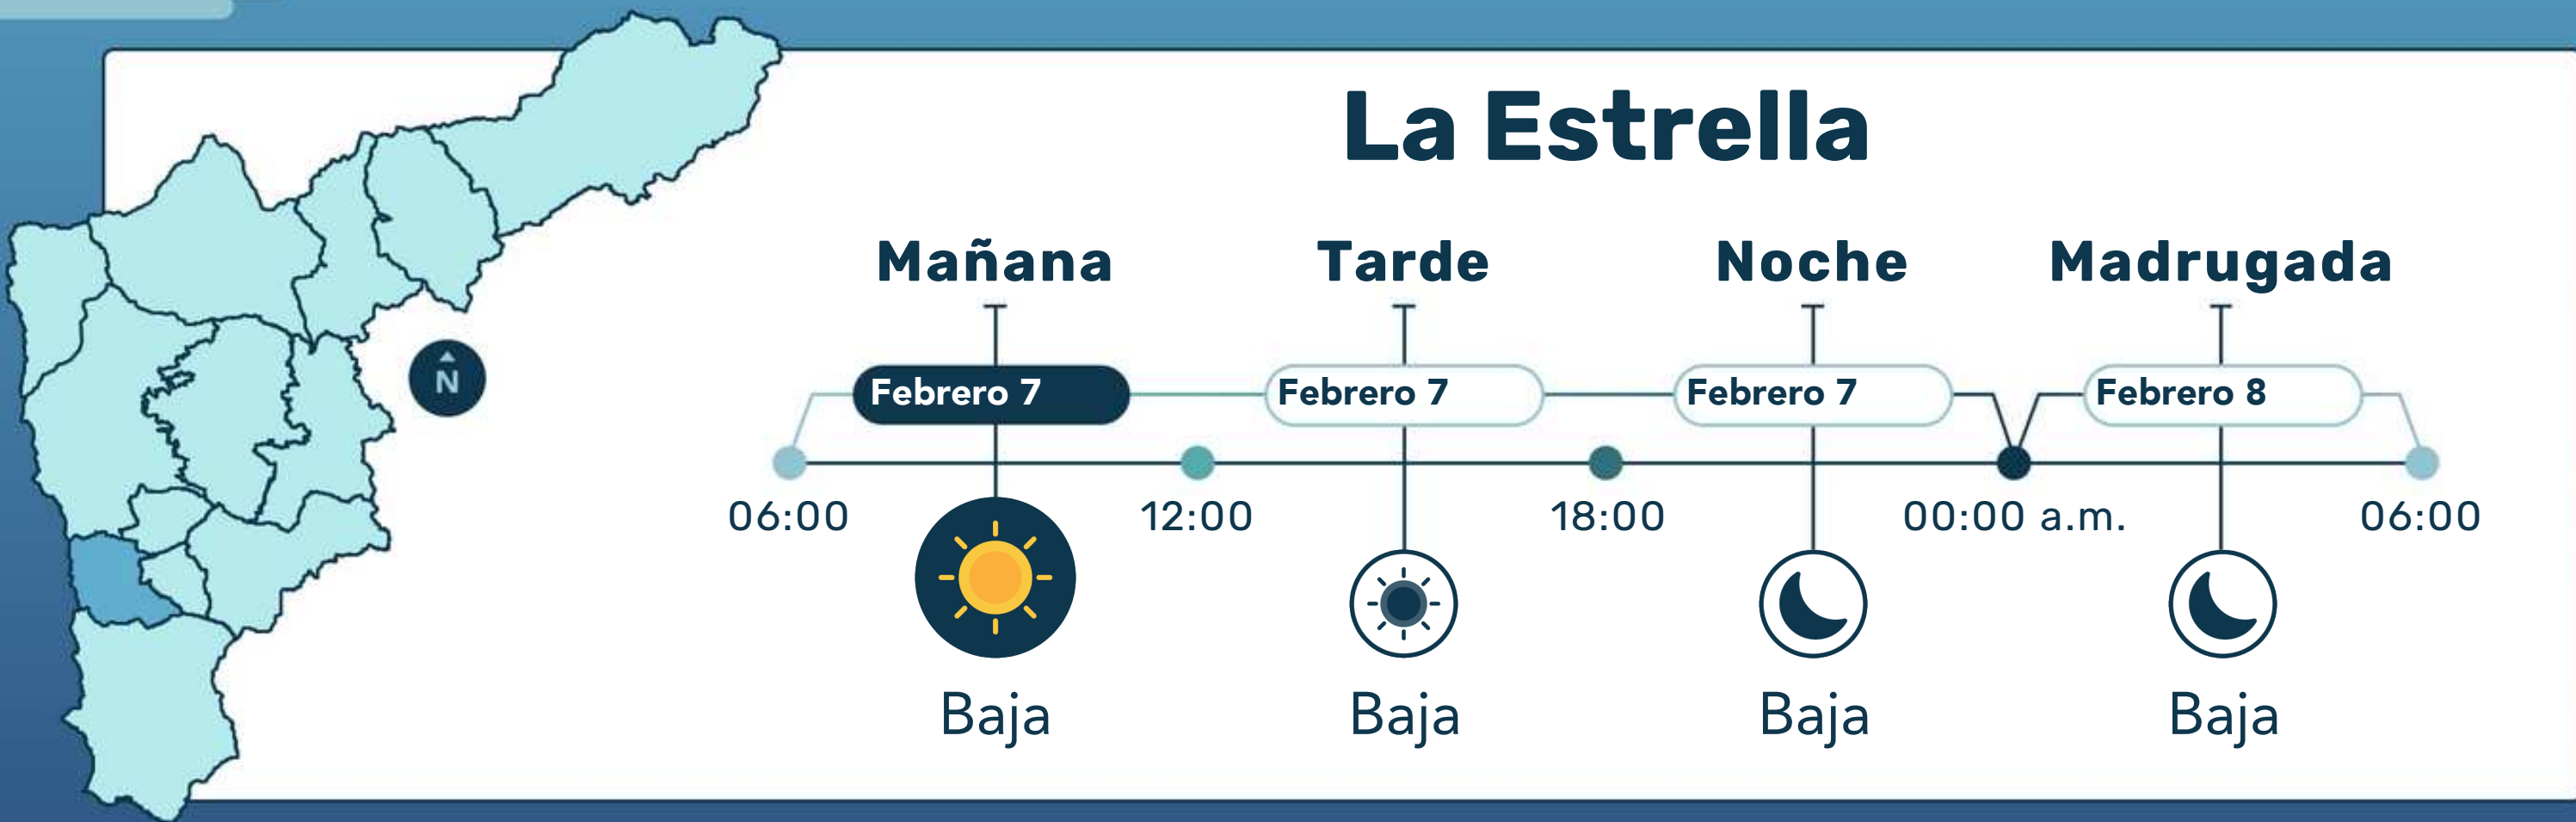 La Estrella
Mañana Tarde Noche Madrugada
Febrero 7 Febrero 7 Febrero 7 Febrero 8
N
06:00 12:00 18:00 00:00 a.m. 06:00
Baja Baja Baja Baja